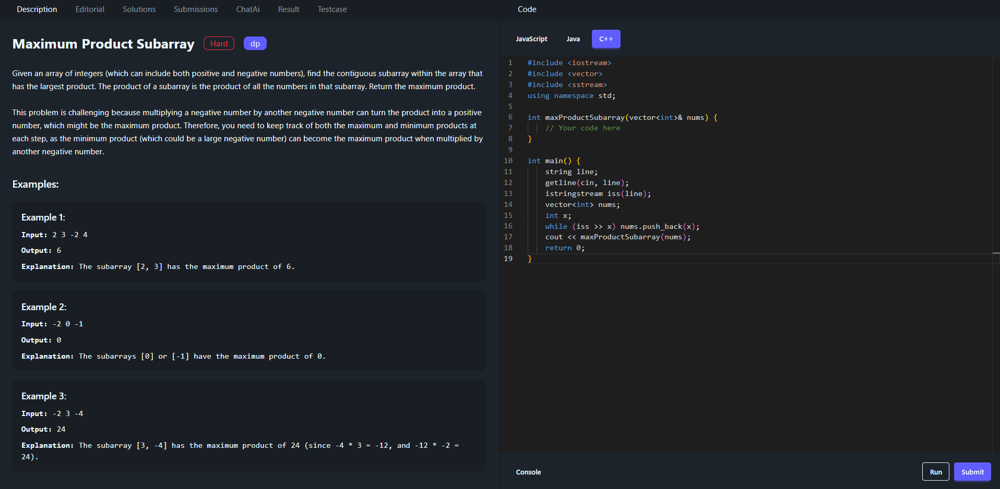 Description Editorial Solutions Submissions ChatAi Result Testcase
Maximum Product Subarray Hard dp
Given an array of integers (which can include both positive and negative numbers), find the contiguous subarray within the array that
has the largest product. The product of a subarray is the product of all the numbers in that subarray. Return the maximum product.
This problem is challenging because multiplying a negative number by another negative number can turn the product into a positive
number, which might be the maximum product. Therefore, you need to keep track of both the maximum and minimum products at
each step, as the minimum product (which could be a large negative number) can become the maximum product when multiplied by
another negative number.
Examples:
Example 1:
Input: 2 3 -2 4
Output: 6
Explanation: The subarray [2, 3] has the maximum product of 6.
Example 2:
Input: -2 0 -1
Output: 0
Explanation: The subarrays [0] or [-1] have the maximum product of 0.
Example 3:
Input: -2 3 -4
Output: 24
Explanation: The subarray [3, -4] has the maximum product of 24 (since -4 * 3 = -12, and -12 * -2 =
24).
Code
JavaScript Java C++
1 #include <iostream>
2 #include <vector>
3 #include <sstream>
4 using namespace std;
5
6 int maxProductSubarray(vector<int>& nums) {
7 // Your code here
8 }
9
10 int main() {
11 string line;
12 getline(cin, line);
13 istringstream iss(line);
14 vector<int> nums;
15 int x;
16 while (iss >> x) nums.push_back(x);
17 cout << maxProductSubarray(nums);
18 return 0;
19 }
Console Run Submit